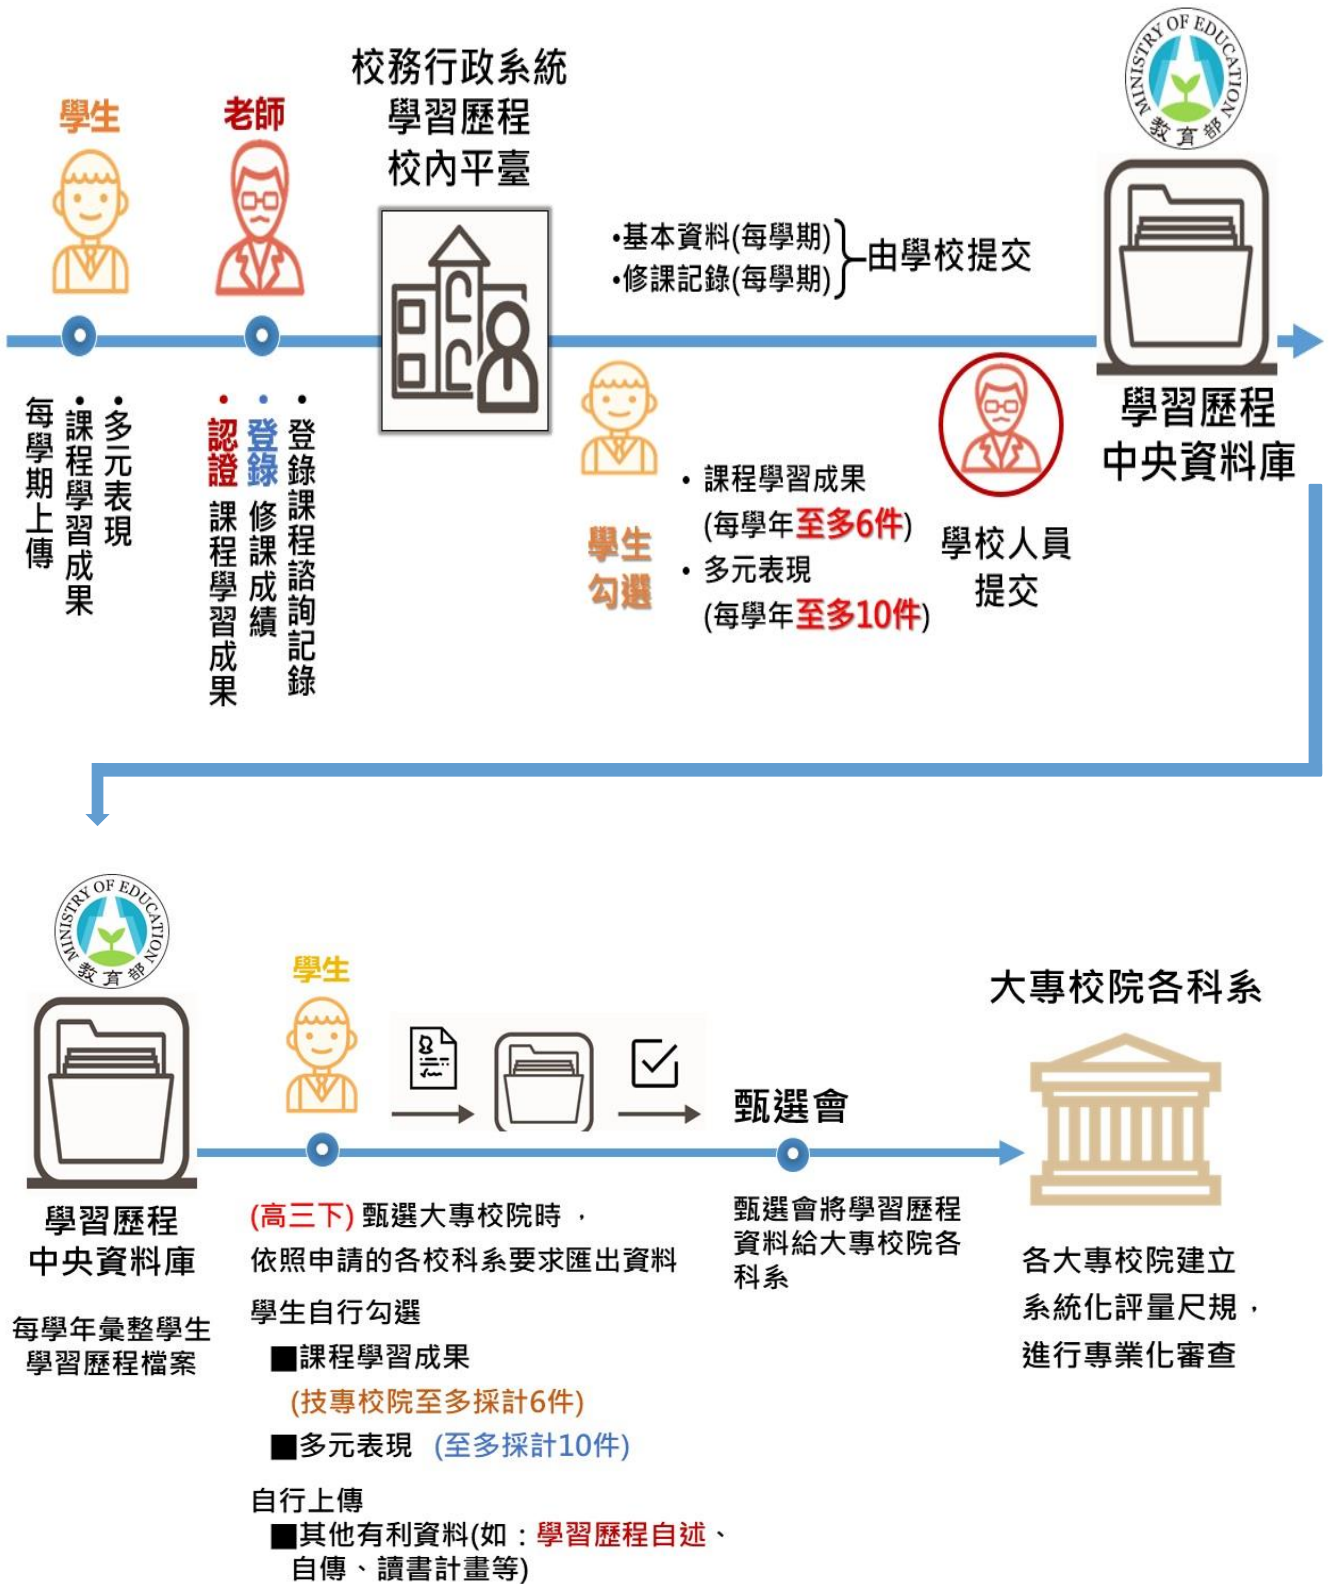 學生
老師
校務行政系統
學習歷程
校內平臺
MINISTRY OF EDUCATION
教育部
•基本資料(每學期)
•修課記錄(每學期)
由學校提交
每學期上傳
•課程學習成果
•多元表現
•認證 課程學習成果
•登錄 修課成績
•登錄課程諮詢記錄
學生
勾選
• 課程學習成果
(每學年至多6件)
• 多元表現
(每學年至多10件)
學校人員
提交
學習歷程
中央資料庫
MINISTRY OF EDUCATION
教育部
學習歷程
中央資料庫
每學年彙整學生
學習歷程檔案
學生
(高三下) 甄選大專校院時，
依照申請的各校科系要求匯出資料
學生自行勾選
■課程學習成果
(技專校院至多採計6件)
■多元表現 (至多採計10件)
自行上傳
■其他有利資料(如：學習歷程自述、
自傳、讀書計畫等)
甄選會
甄選會將學習歷程
資料給大專校院各
科系
大專校院各科系
各大專校院建立
系統化評量尺規，
進行專業化審查